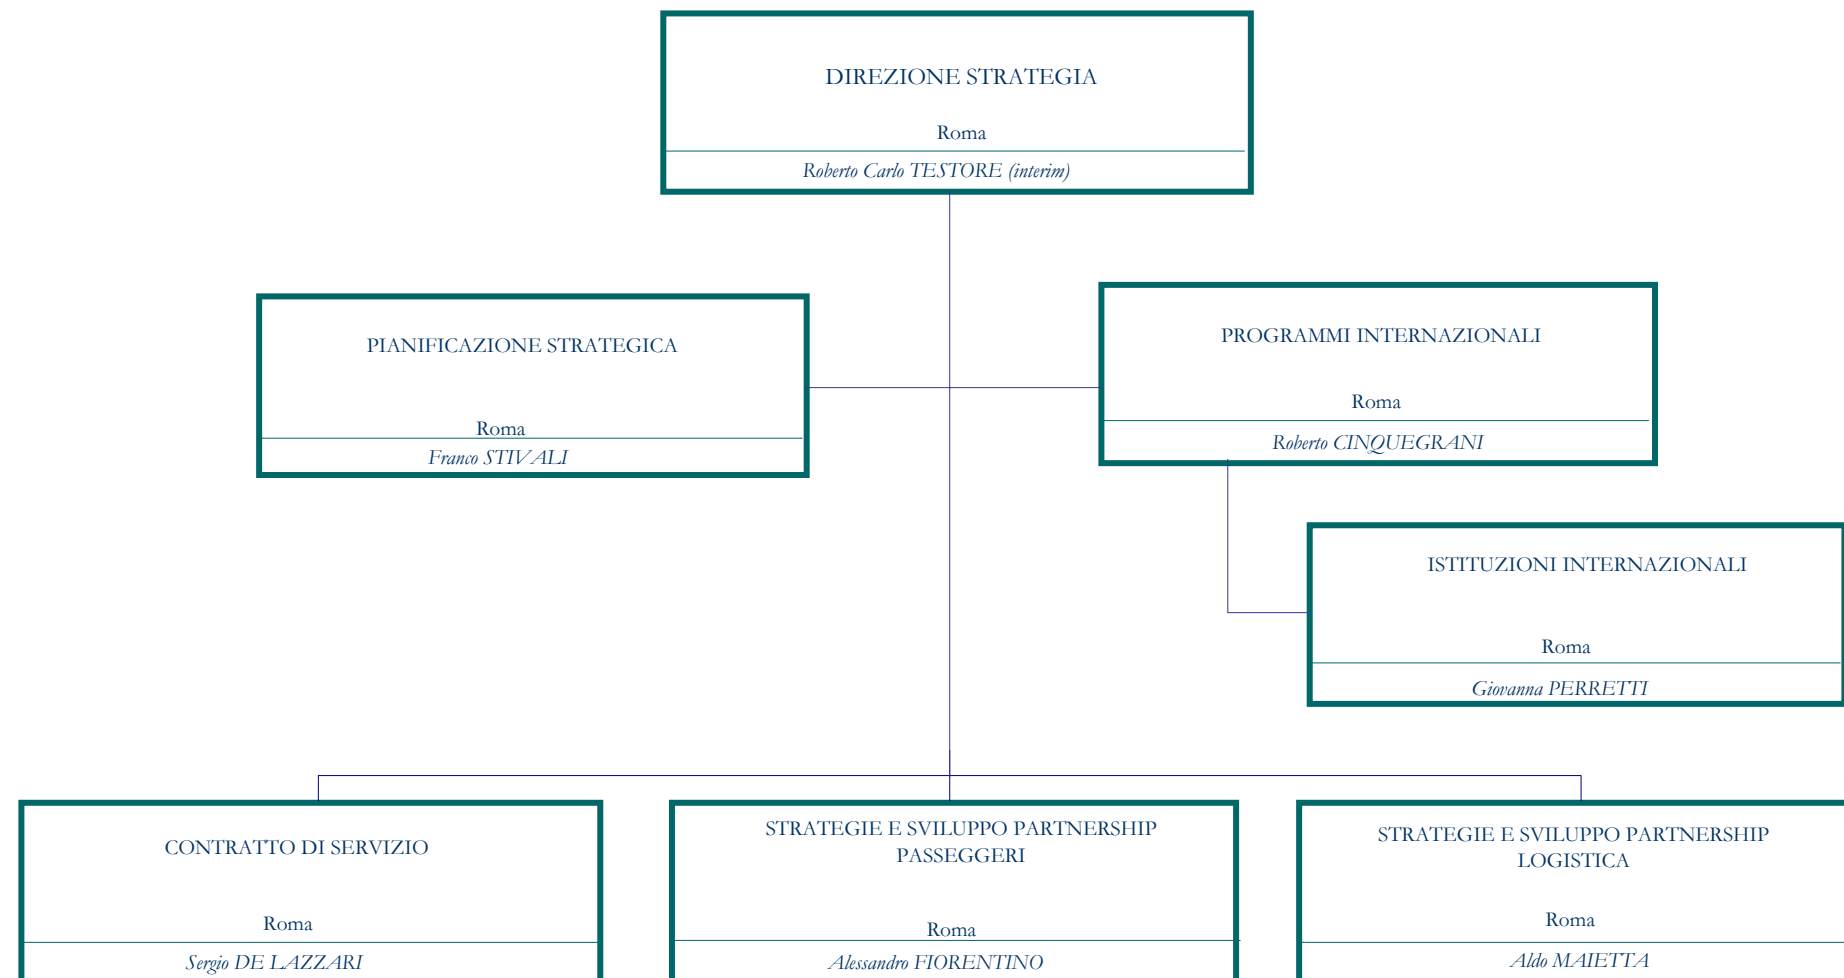 DIREZIONE STRATEGIA
Roma
Roberto Carlo TESTORE (interim)
PIANIFICAZIONE STRATEGICA
Roma
Franco STIVALI
PROGRAMMI INTERNAZIONALI
Roma
Roberto CINQUEGRANI
ISTITUZIONI INTERNAZIONALI
Roma
Giovanna PERRETTI
CONTRATTO DI SERVIZIO
Roma
Sergio DE LAZZARI
STRATEGIE E SVILUPPO PARTNERSHIP
PASSEGGERI
Roma
Alessandro FIORENTINO
STRATEGIE E SVILUPPO PARTNERSHIP
LOGISTICA
Roma
Aldo MAIETTA